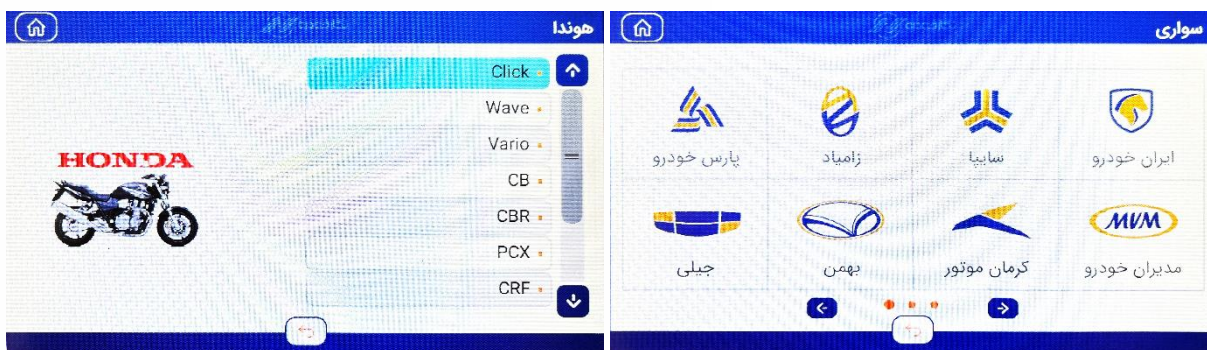 هوندا
Click
Wave
Vario
CB
CBR
PCX
CRF
HONDA
سواری
ایران خودرو
سایپا
زامیاد
پارس خودرو
MVM
مدیران خودرو
کرمان موتور
بهمن
جیلی